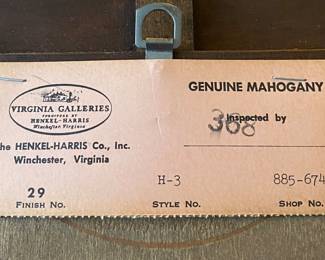 VIRGINIA GALLERIES
FURNITURE BY
HENKEL-HARRIS
Winchester Virginia
GENUINE MAHOGANY
Inspected by
368
he HENKEL-HARRIS Co., Inc.
Winchester, Virginia
29 H-3 885-674
FINISH NO. STYLE NO. SHOP NO.